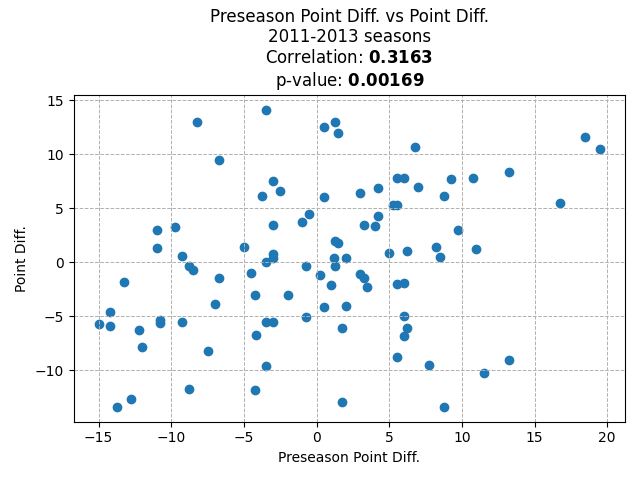 Preseason Point Diff. vs Point Diff.
2011-2013 seasons
Correlation: 0.3163
p-value: 0.00169
15
10
5
0
−5
−10
Point Diff.
−15 −10 −5 0 5 10 15 20
Preseason Point Diff.